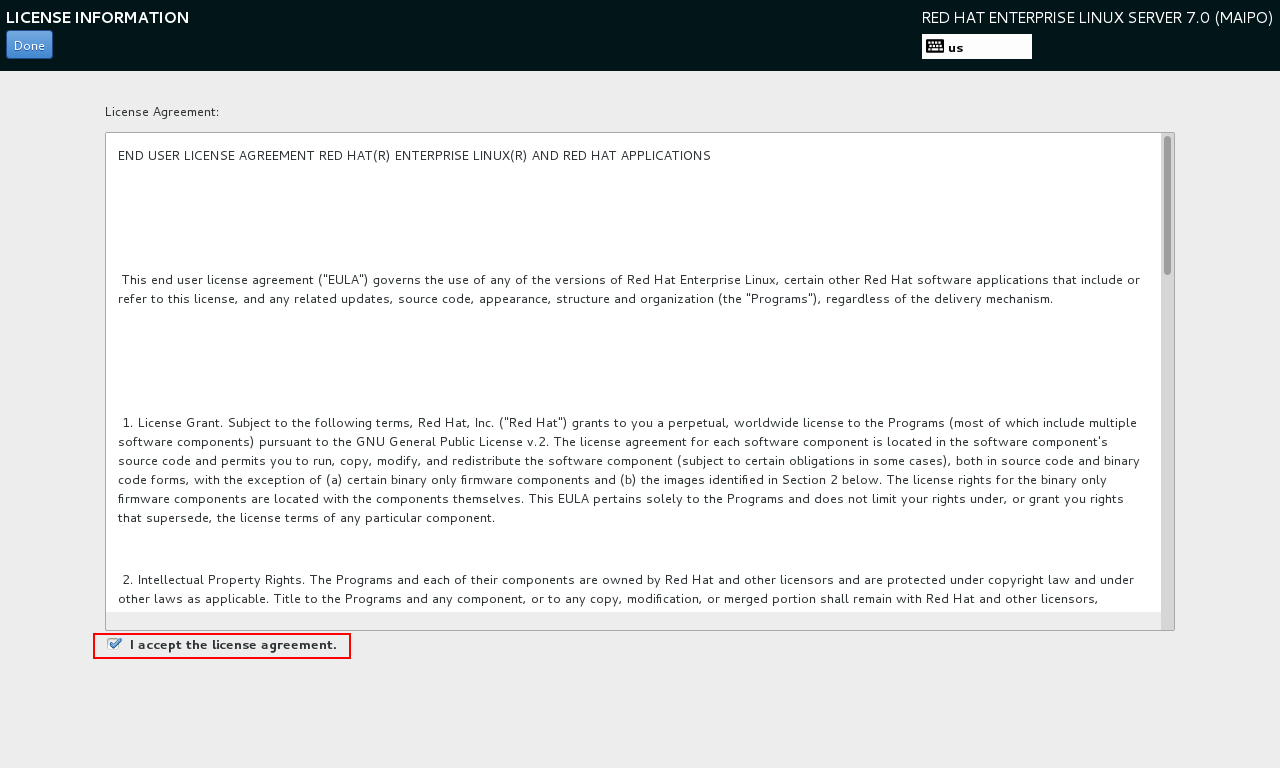 LICENSE INFORMATION
RED HAT ENTERPRISE LINUX SERVER 7.0 (MAIPO)
Done
us
License Agreement:
END USER LICENSE AGREEMENT RED HAT(R) ENTERPRISE LINUX(R) AND RED HAT APPLICATIONS
This end user license agreement ("EULA") governs the use of any of the versions of Red Hat Enterprise Linux, certain other Red Hat software applications that include or
refer to this license, and any related updates, source code, appearance, structure and organization (the "Programs"), regardless of the delivery mechanism.
1. License Grant. Subject to the following terms, Red Hat, Inc. ("Red Hat") grants to you a perpetual, worldwide license to the Programs (most of which include multiple
software components) pursuant to the GNU General Public License v.2. The license agreement for each software component is located in the software component's
source code and permits you to run, copy, modify, and redistribute the software component (subject to certain obligations in some cases), both in source code and binary
code forms, with the exception of (a) certain binary only firmware components and (b) the images identified in Section 2 below. The license rights for the binary only
firmware components are located with the components themselves. This EULA pertains solely to the Programs and does not limit your rights under, or grant you rights
that supersede, the license terms of any particular component.
2. Intellectual Property Rights. The Programs and each of their components are owned by Red Hat and other licensors and are protected under copyright law and under
other laws as applicable. Title to the Programs and any component, or to any copy, modification, or merged portion shall remain with Red Hat and other licensors,
I accept the license agreement.